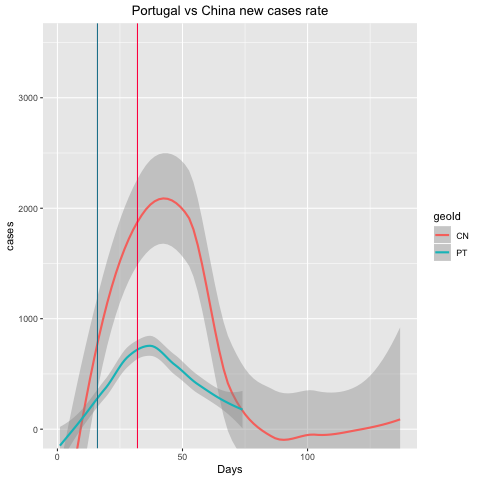 Portugal vs China new cases rate
3000
2000
1000
0
cases
0 50 100
Days
geoId
CN
PT